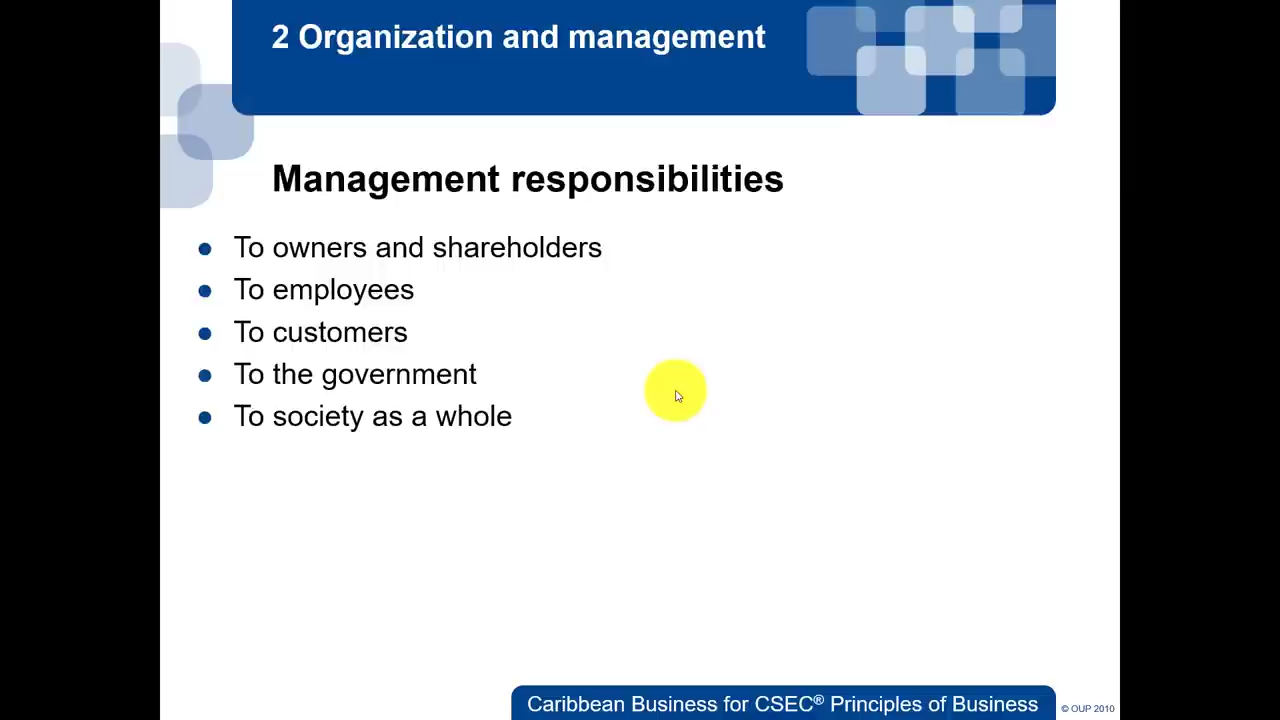 2 Organization and management
Management responsibilities
● To owners and shareholders
● To employees
● To customers
● To the government
● To society as a whole
Caribbean Business for CSEC® Principles of Business
© OUP 2010